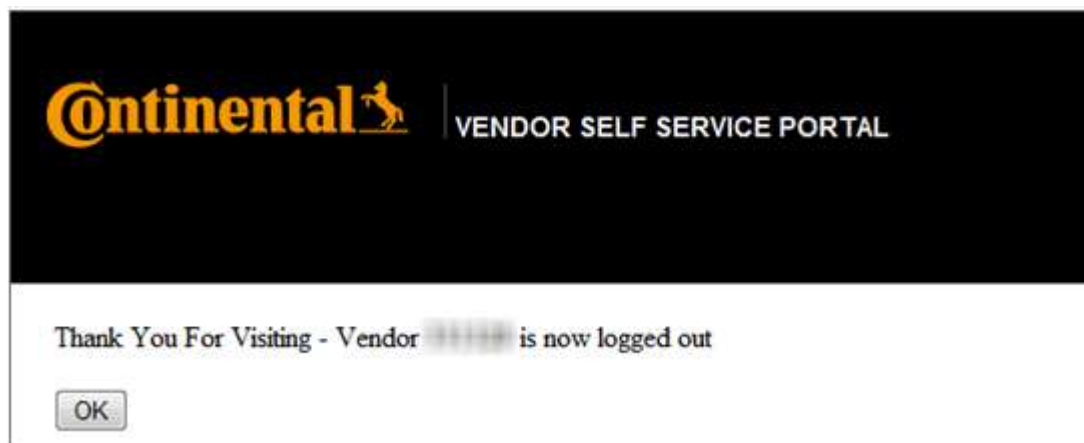 Continental
VENDOR SELF SERVICE PORTAL
Thank You For Visiting - Vendor is now logged out
OK